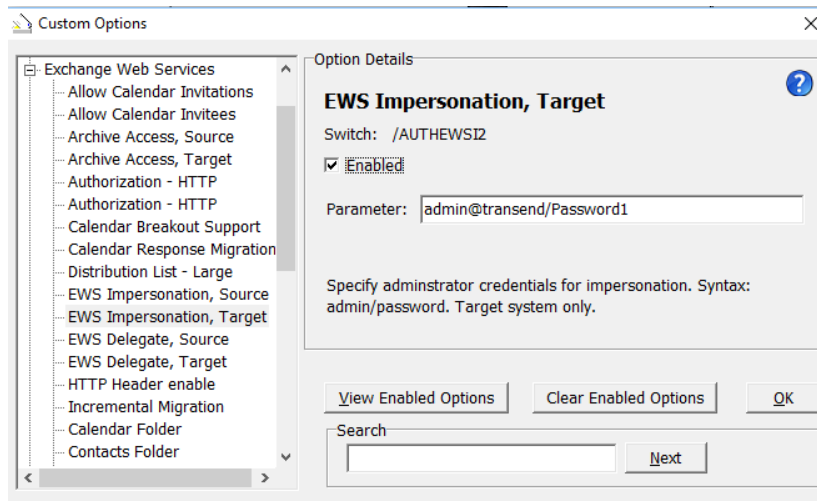 Custom Options
Exchange Web Services
Allow Calendar Invitations
Allow Calendar Invitees
Archive Access, Source
Archive Access, Target
Authorization - HTTP
Authorization - HTTP
Calendar Breakout Support
Calendar Response Migration
Distribution List - Large
EWS Impersonation, Source
EWS Impersonation, Target
EWS Delegate, Source
EWS Delegate, Target
HTTP Header enable
Incremental Migration
Calendar Folder
Contacts Folder
Option Details
EWS Impersonation, Target
Switch: /AUTHEWSI2
Enabled
Parameter: admin@transend/Password1
Specify adminstrator credentials for impersonation. Syntax:
admin/password. Target system only.
View Enabled Options Clear Enabled Options OK
Search
Next